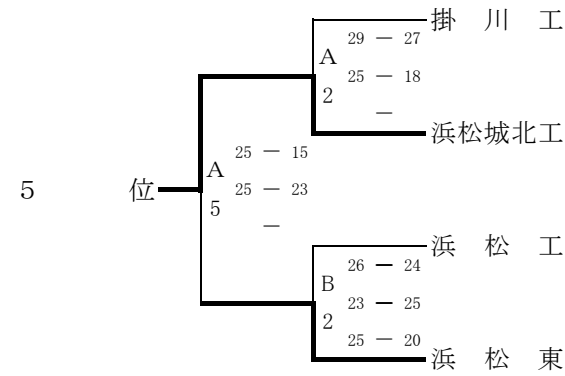 掛　川　工
29 － 27
A
25 － 18
2
－
浜松城北工
25 － 15
A
25 － 23
5　位
5
－
浜　松　工
26 － 24
B
23 － 25
2
25 － 20
浜　松　東